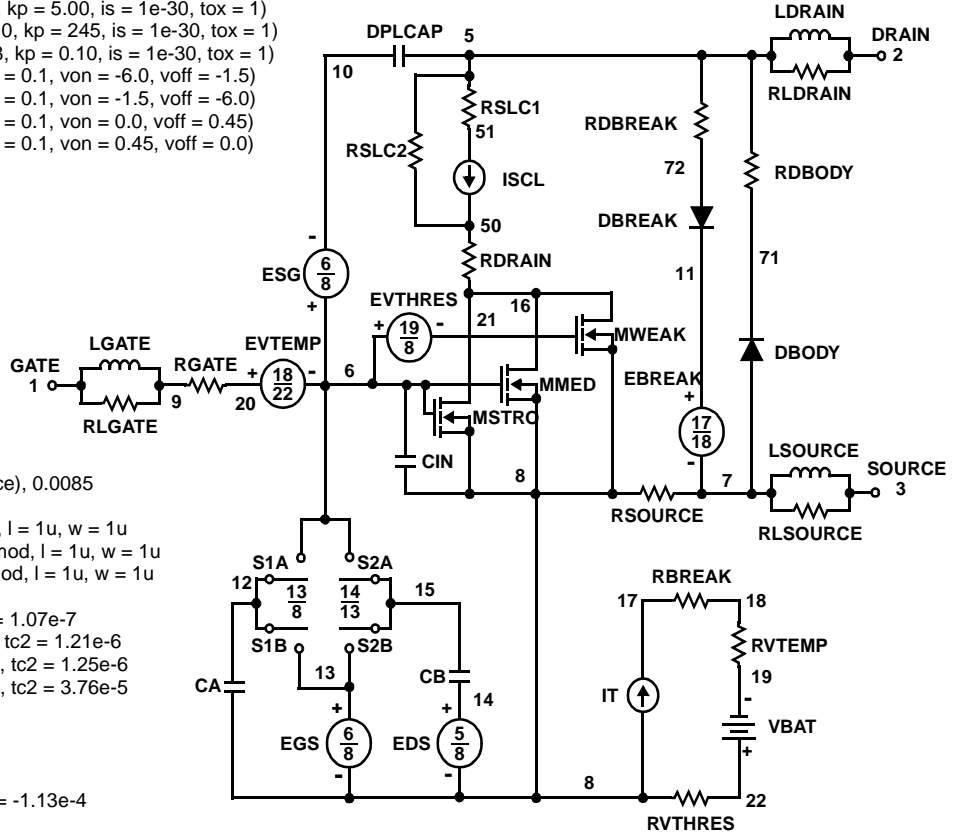 , kp = 5.00, is = 1e-30, tox = 1)
0, kp = 245, is = 1e-30, tox = 1)
, kp = 0.10, is = 1e-30, tox = 1)
= 0.1, von = -6.0, voff = -1.5)
= 0.1, von = -1.5, voff = -6.0)
= 0.1, von = 0.0, voff = 0.45)
= 0.1, von = 0.45, voff = 0.0)
DPLCAP
5
10
LDRAIN
DRAIN
2
RLDRAIN
RSLC1
51
RSLC2
ISCL
50
RDBREAK
72
RDBODY
DBREAK
11
71
ESG
-
6
8
+
RDRAIN
EVTHRES
+
19
8
-
21
16
MWEAK
LGATE
GATE
1
RLGATE
9
RGATE
20
EVTEMP
+
18
22
-
6
MMED
MSTRO
EBREAK
+
17
18
-
DBODY
CIN
8
RSOURCE
7
LSOURCE
SOURCE
3
RLSOURCE
ce), 0.0085
, l = 1u, w = 1u
mod, l = 1u, w = 1u
od, l = 1u, w = 1u
= 1.07e-7
tc2 = 1.21e-6
, tc2 = 1.25e-6
, tc2 = 3.76e-5
= -1.13e-4
S1A
S2A
12
13
8
14
13
15
S1B
S2B
13
CA
CB
14
EGS
+
6
8
-
EDS
+
5
8
-
8
RBREAK
17
18
RVTEMP
19
IT
-
VBAT
+
22
RVTHRES